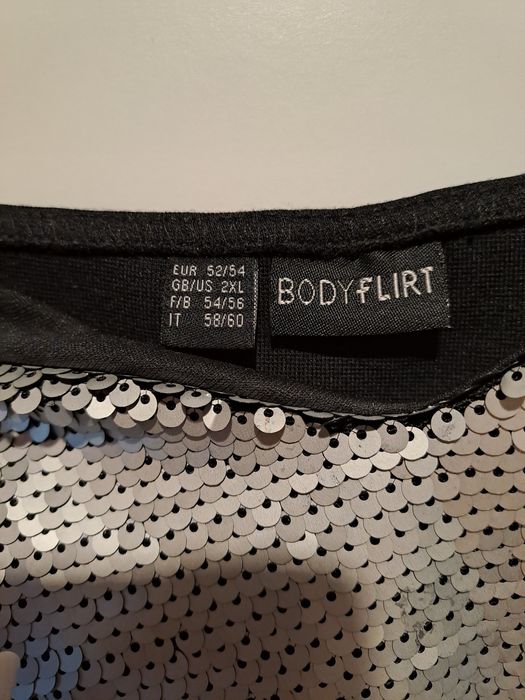 EUR 52/54
GB/US 2XL
F/B 54/56
IT 58/60
BODYFLIRT